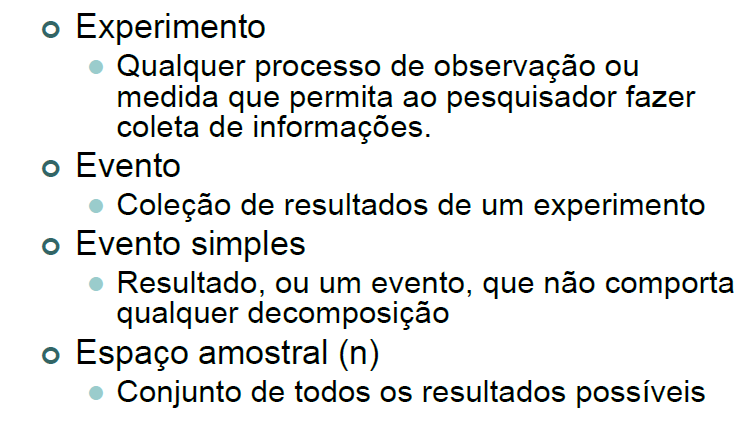 Experimento
Qualquer processo de observação ou
medida que permita ao pesquisador fazer
coleta de informações.
Evento
Coleção de resultados de um experimento
Evento simples
Resultado, ou um evento, que não comporta
qualquer decomposição
Espaço amostral (n)
Conjunto de todos os resultados possíveis